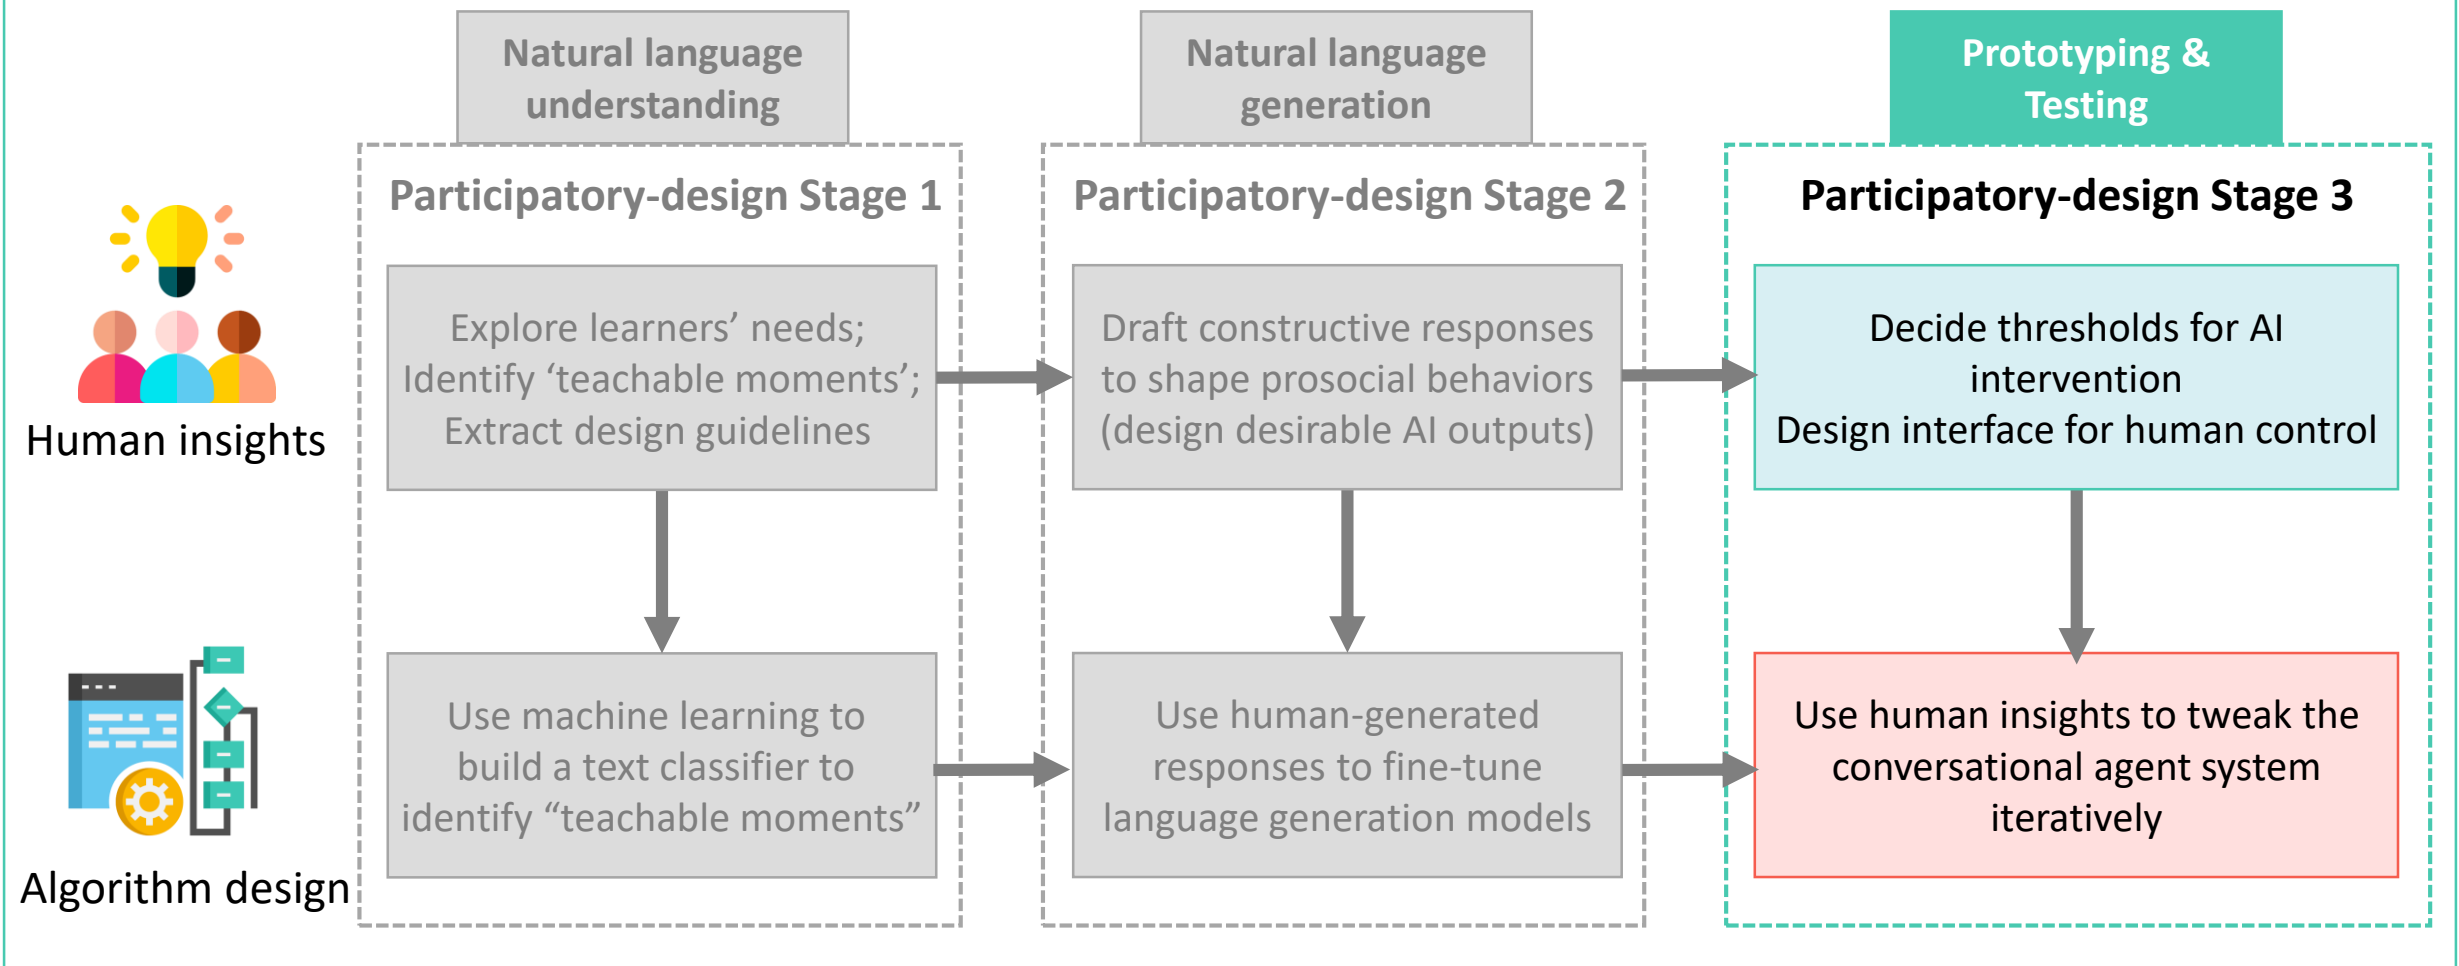 Natural language
understanding
Natural language
generation
Prototyping &
Testing
Participatory-design Stage 1
Participatory-design Stage 2
Participatory-design Stage 3
Human insights
Explore learners’ needs;
Identify ‘teachable moments’;
Extract design guidelines
Draft constructive responses
to shape prosocial behaviors
(design desirable AI outputs)
Decide thresholds for AI
intervention
Design interface for human control
Algorithm design
Use machine learning to
build a text classifier to
identify “teachable moments”
Use human-generated
responses to fine-tune
language generation models
Use human insights to tweak the
conversational agent system
iteratively